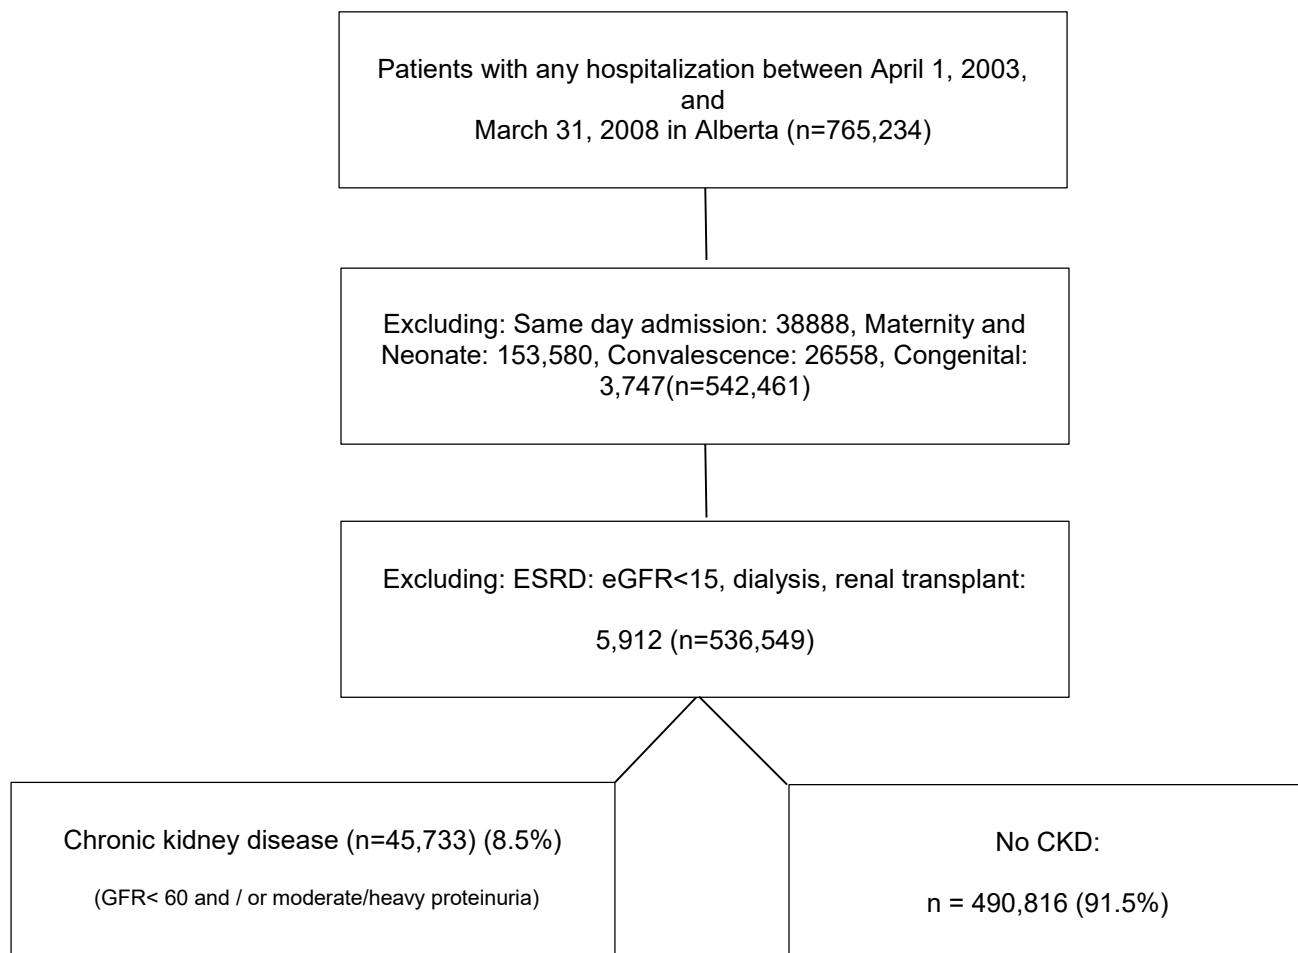 Patients with any hospitalization between April 1, 2003,
and
March 31, 2008 in Alberta (n=765,234)
Excluding: Same day admission: 38888, Maternity and
Neonate: 153,580, Convalescence: 26558, Congenital:
3,747(n=542,461)
Excluding: ESRD: eGFR<15, dialysis, renal transplant:
5,912 (n=536,549)
Chronic kidney disease (n=45,733) (8.5%)
(GFR< 60 and / or moderate/heavy proteinuria)
No CKD:
n = 490,816 (91.5%)